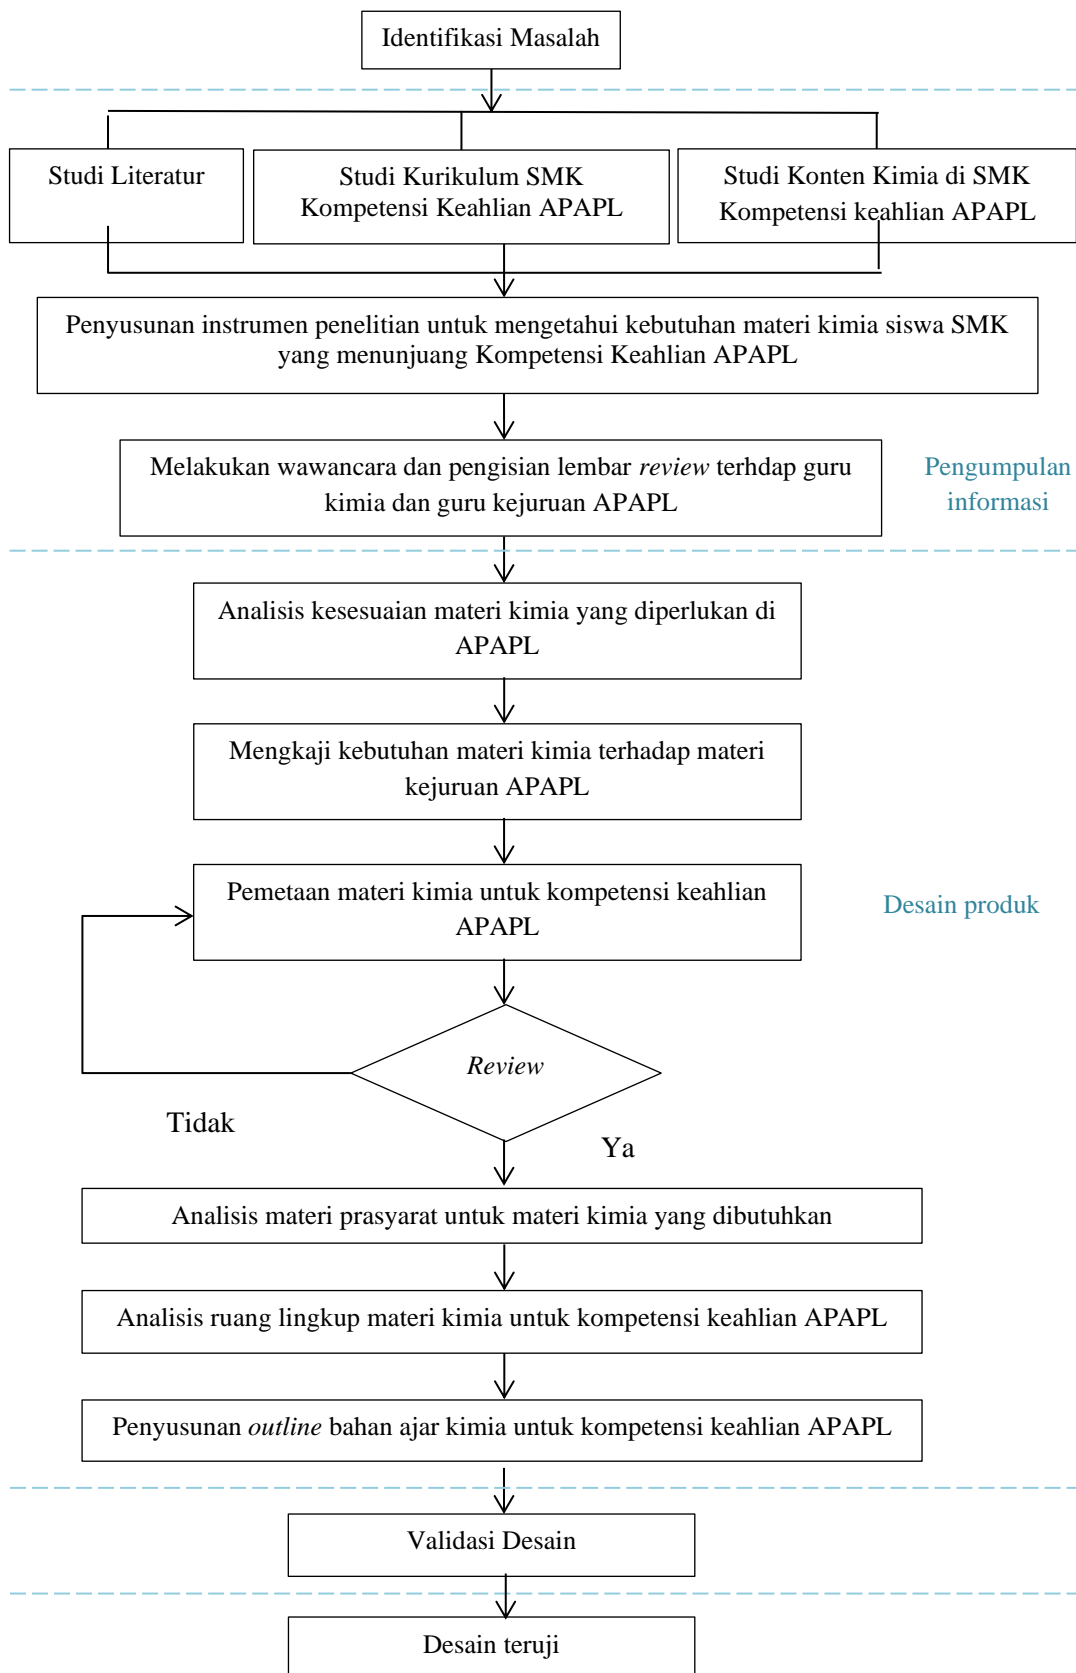 Identifikasi Masalah
Studi Literatur
Studi Kurikulum SMK
Kompetensi Keahlian APAPL
Studi Konten Kimia di SMK
Kompetensi keahlian APAPL
Penyusunan instrumen penelitian untuk mengetahui kebutuhan materi kimia siswa SMK
yang menunjuang Kompetensi Keahlian APAPL
Melakukan wawancara dan pengisian lembar review terhdap guru
kimia dan guru kejuruan APAPL
Pengumpulan
informasi
Analisis kesesuaian materi kimia yang diperlukan di
APAPL
Mengkaji kebutuhan materi kimia terhadap materi
kejuruan APAPL
Pemetaan materi kimia untuk kompetensi keahlian
APAPL
Desain produk
Review
Tidak
Ya
Analisis materi prasyarat untuk materi kimia yang dibutuhkan
Analisis ruang lingkup materi kimia untuk kompetensi keahlian APAPL
Penyusunan outline bahan ajar kimia untuk kompetensi keahlian APAPL
Validasi Desain
Desain teruji